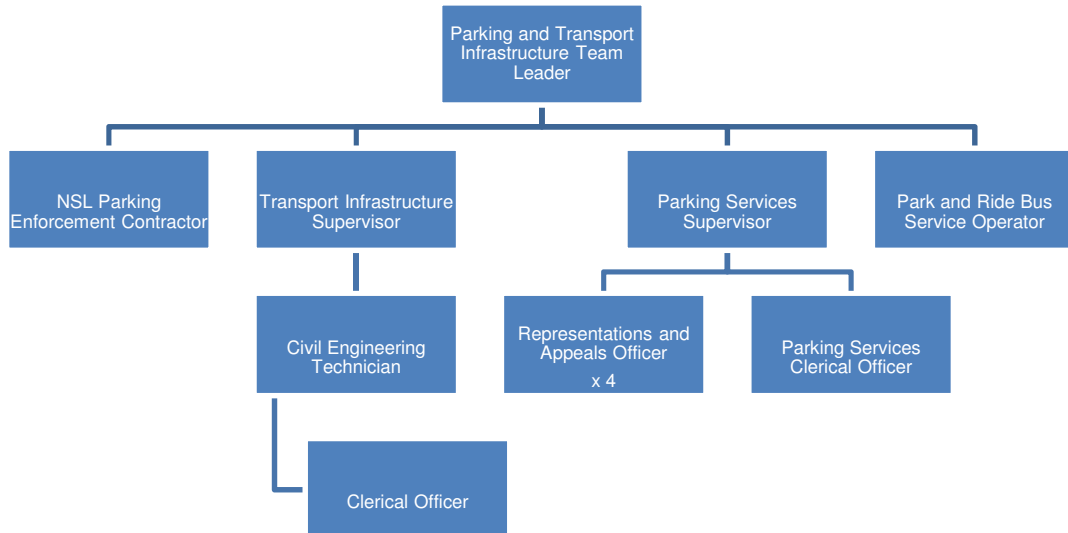 Parking and Transport
Infrastructure Team
Leader
NSL Parking
Enforcement Contractor
Transport Infrastructure
Supervisor
Parking Services
Supervisor
Park and Ride Bus
Service Operator
Civil Engineering
Technician
Representations and
Appeals Officer
x 4
Parking Services
Clerical Officer
Clerical Officer